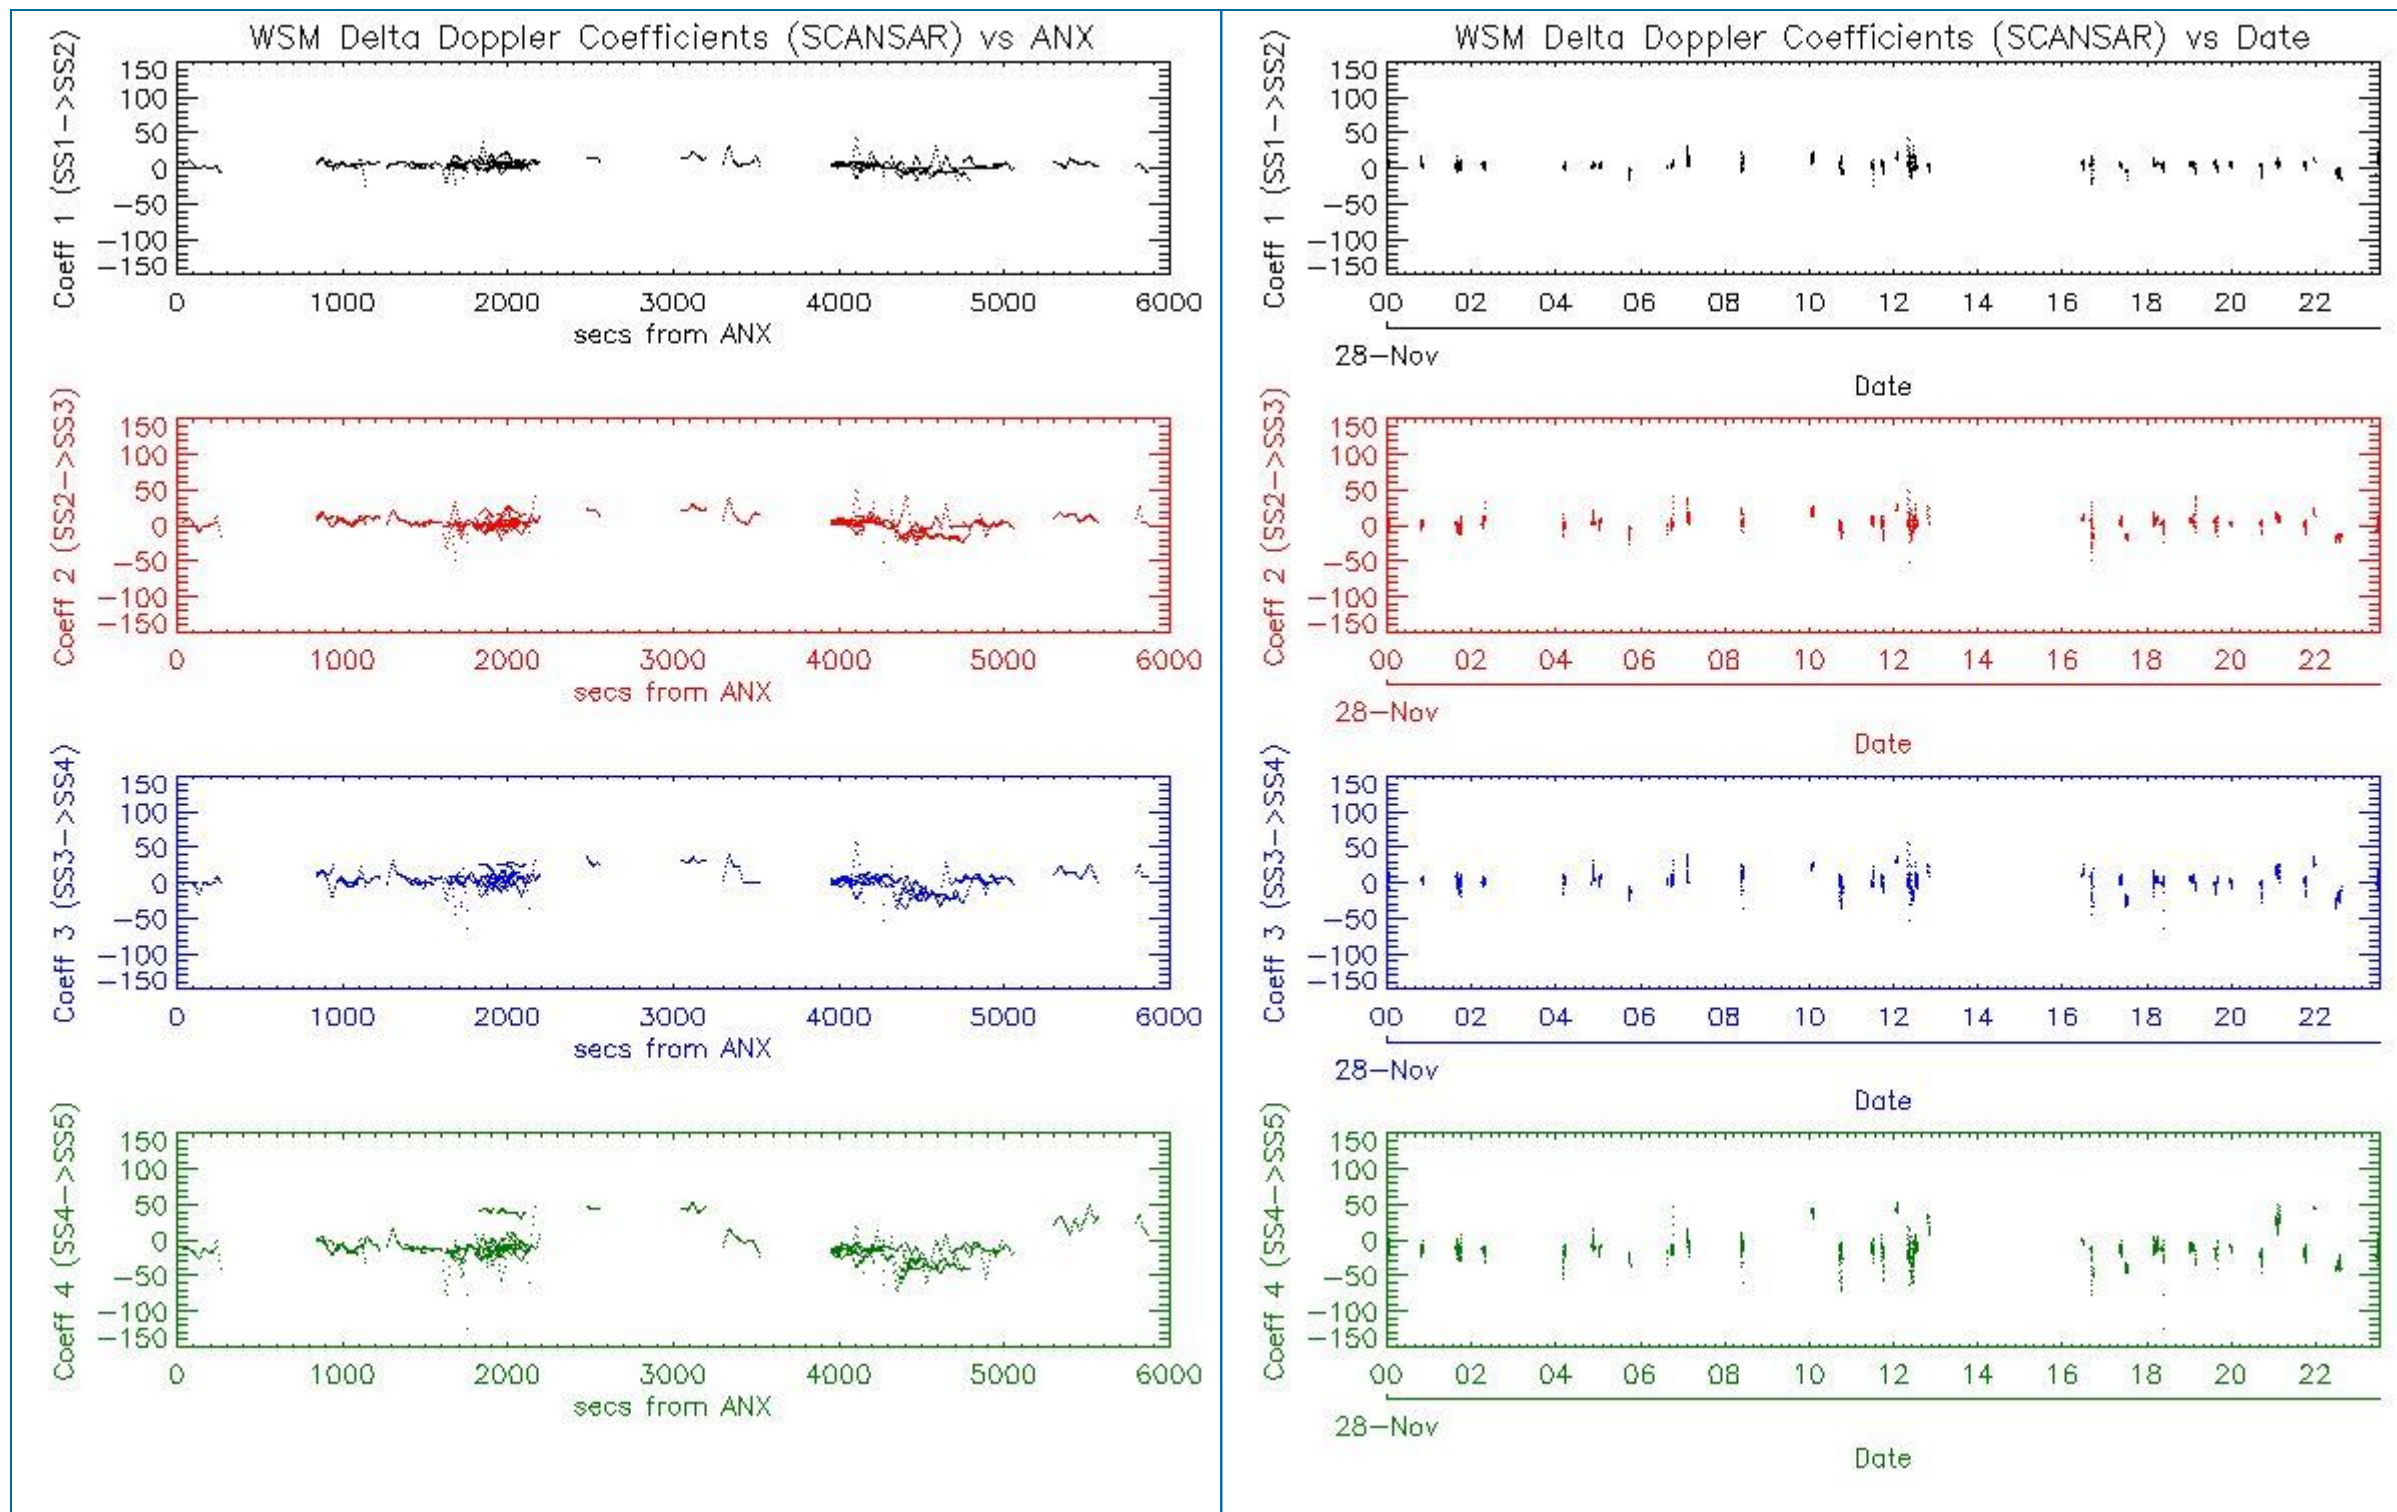 WSM Delta Doppler Coefficients (SCANSAR) vs ANX
Coeff 1 (SS1->SS2)
150
100
50
0
-50
-100
-150
0 1000 2000 3000 4000 5000 6000
secs from ANX
Coeff 2 (SS2->SS3)
150
100
50
0
-50
-100
-150
0 1000 2000 3000 4000 5000 6000
secs from ANX
Coeff 3 (SS3->SS4)
150
100
50
0
-50
-100
-150
0 1000 2000 3000 4000 5000 6000
secs from ANX
Coeff 4 (SS4->SS5)
150
100
50
0
-50
-100
-150
0 1000 2000 3000 4000 5000 6000
secs from ANX
WSM Delta Doppler Coefficients (SCANSAR) vs Date
Coeff 1 (SS1->SS2)
150
100
50
0
-50
-100
-150
00 02 04 06 08 10 12 14 16 18 20 22
28-Nov
Date
Coeff 2 (SS2->SS3)
150
100
50
0
-50
-100
-150
00 02 04 06 08 10 12 14 16 18 20 22
28-Nov
Date
Coeff 3 (SS3->SS4)
150
100
50
0
-50
-100
-150
00 02 04 06 08 10 12 14 16 18 20 22
28-Nov
Date
Coeff 4 (SS4->SS5)
150
100
50
0
-50
-100
-150
00 02 04 06 08 10 12 14 16 18 20 22
28-Nov
Date